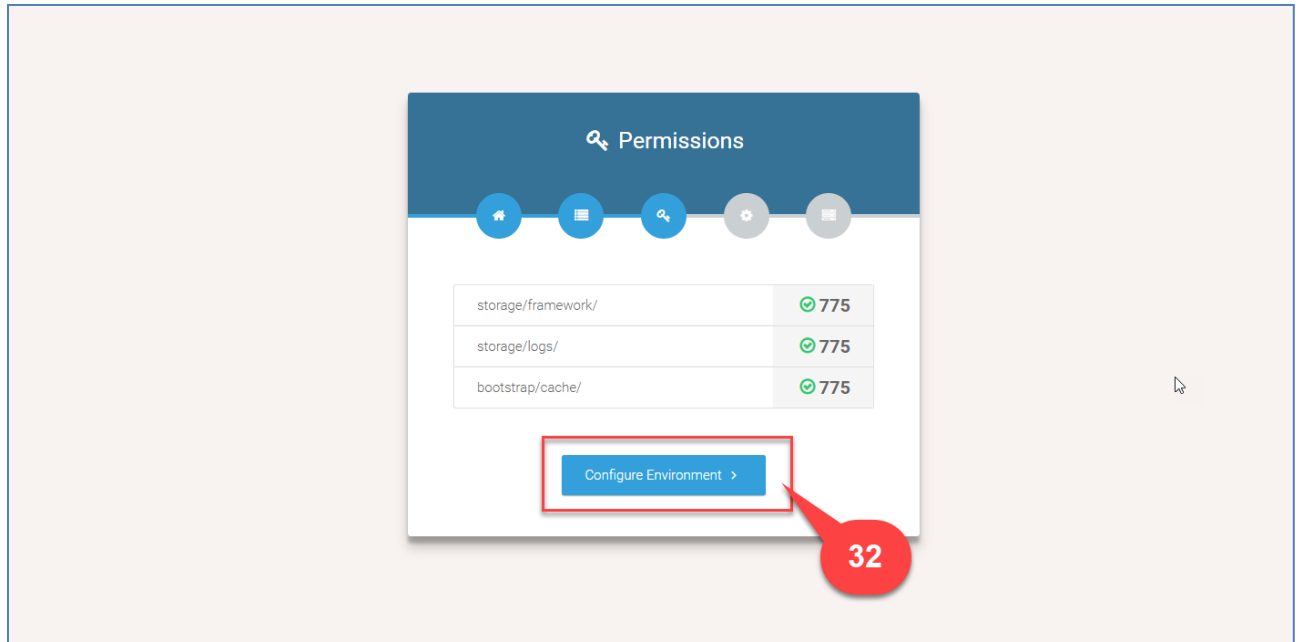 Permissions
storage/framework/ 775
storage/logs/ 775
bootstrap/cache/ 775
Configure Environment
32